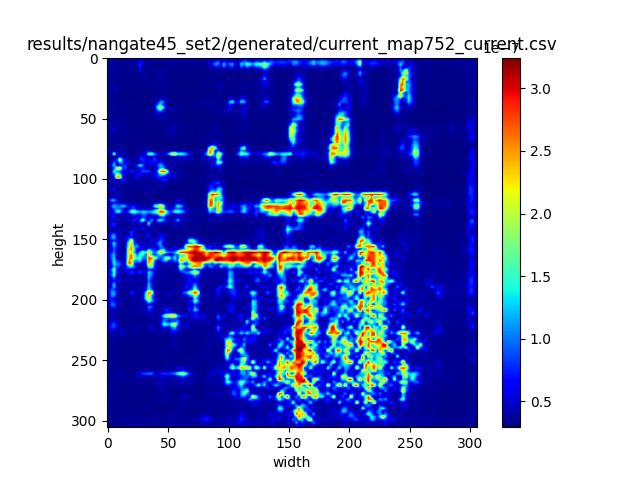 results/nangate45_set2/generated/current_map752_current.csv
1e−7
0
50
100
150
200
250
300
height
0 50 100 150 200 250 300
width
3.0
2.5
2.0
1.5
1.0
0.5